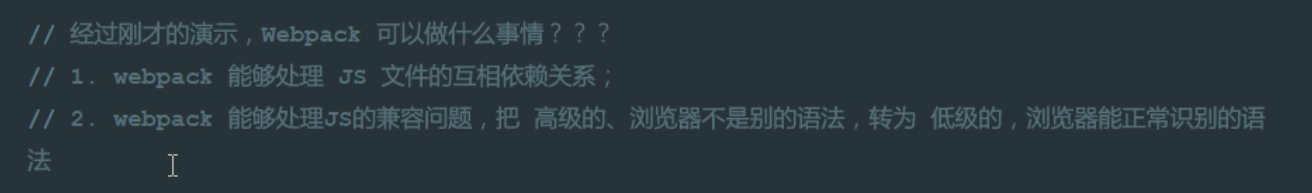 // 经过刚才的演示，Webpack 可以做什么事情？？？
// 1. webpack 能够处理 JS 文件的互相依赖关系；
// 2. webpack 能够处理JS的兼容问题，把 高级的、浏览器不是别的语法，转为 低级的，浏览器能正常识别的语
法